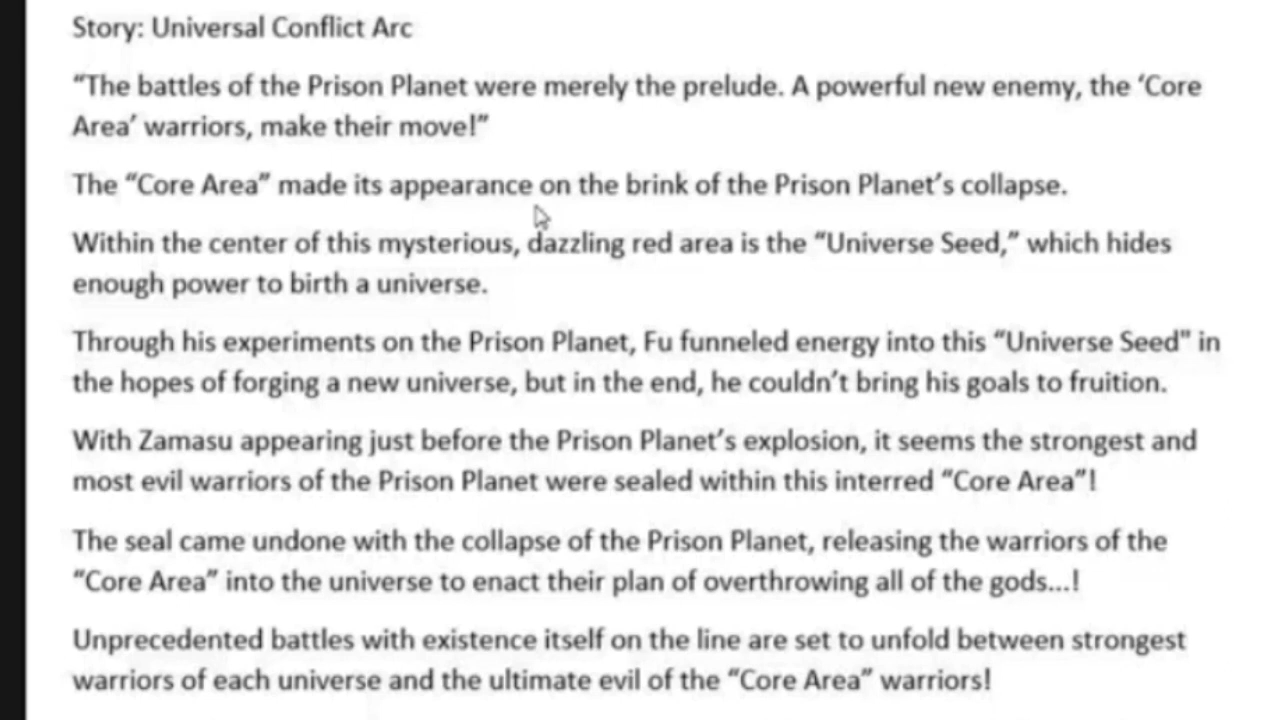 Story: Universal Conflict Arc
“The battles of the Prison Planet were merely the prelude. A powerful new enemy, the ‘Core
Area’ warriors, make their move!”
The “Core Area” made its appearance on the brink of the Prison Planet’s collapse.
Within the center of this mysterious, dazzling red area is the “Universe Seed,” which hides
enough power to birth a universe.
Through his experiments on the Prison Planet, Fu funneled energy into this “Universe Seed" in
the hopes of forging a new universe, but in the end, he couldn’t bring his goals to fruition.
With Zamasu appearing just before the Prison Planet’s explosion, it seems the strongest and
most evil warriors of the Prison Planet were sealed within this interred “Core Area”!
The seal came undone with the collapse of the Prison Planet, releasing the warriors of the
“Core Area” into the universe to enact their plan of overthrowing all of the gods...!
Unprecedented battles with existence itself on the line are set to unfold between strongest
warriors of each universe and the ultimate evil of the “Core Area” warriors!